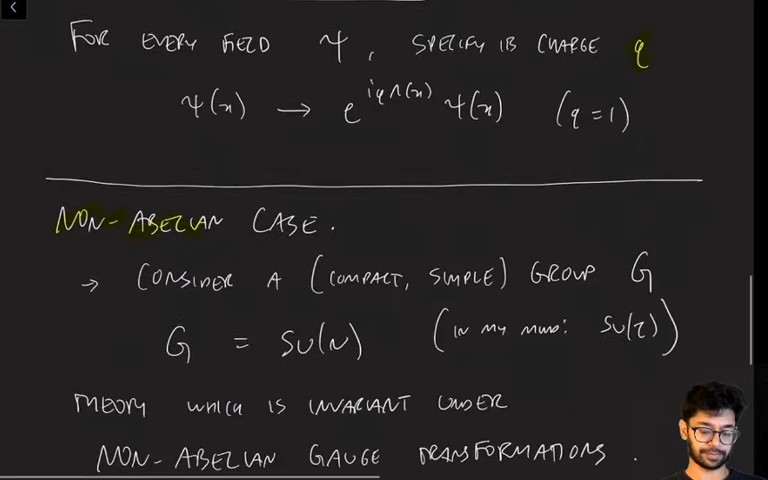 FOR EVERY FIELD Ψ, SPECIFY IS CHARGE q
Ψ(x) → e^{iqΛ(x)} Ψ(x) (q = 1)
NON-ABELIAN CASE.
→ CONSIDER A (COMPACT, SIMPLE) GROUP G
G = SU(N) (IN MY MIND: SU(2))
THEORY WHICH IS INVARIANT UNDER
NON-ABELIAN GAUGE TRANSFORMATIONS.